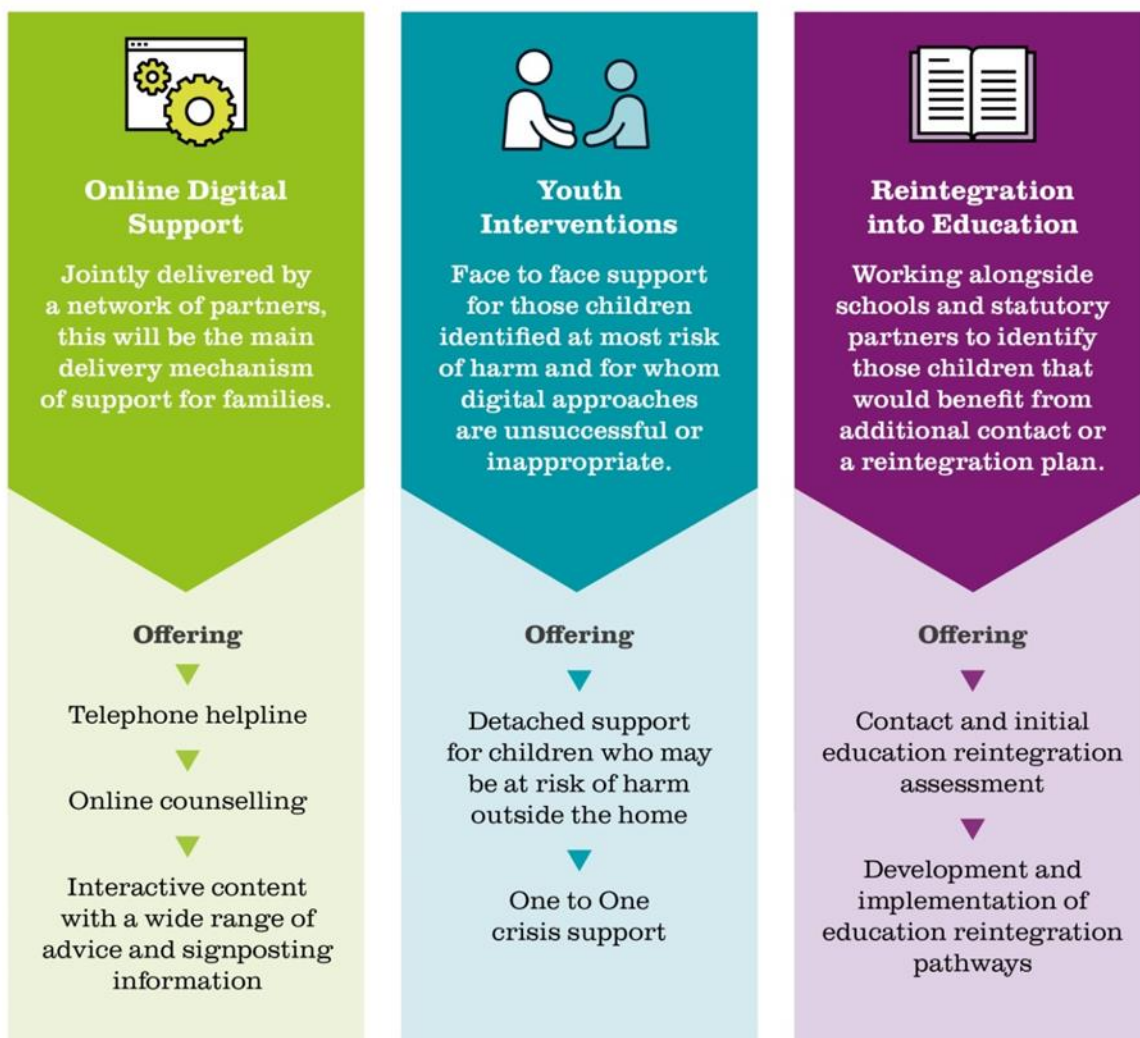 Online Digital
Support
Jointly delivered by
a network of partners,
this will be the main
delivery mechanism
of support for families.
Offering
Telephone helpline
Online counselling
Interactive content
with a wide range of
advice and signposting
information
Youth
Interventions
Face to face support
for those children
identified at most risk
of harm and for whom
digital approaches
are unsuccessful or
inappropriate.
Offering
Detached support
for children who may
be at risk of harm
outside the home
One to One
crisis support
Reintegration
into Education
Working alongside
schools and statutory
partners to identify
those children that
would benefit from
additional contact or
a reintegration plan.
Offering
Contact and initial
education reintegration
assessment
Development and
implementation of
education reintegration
pathways